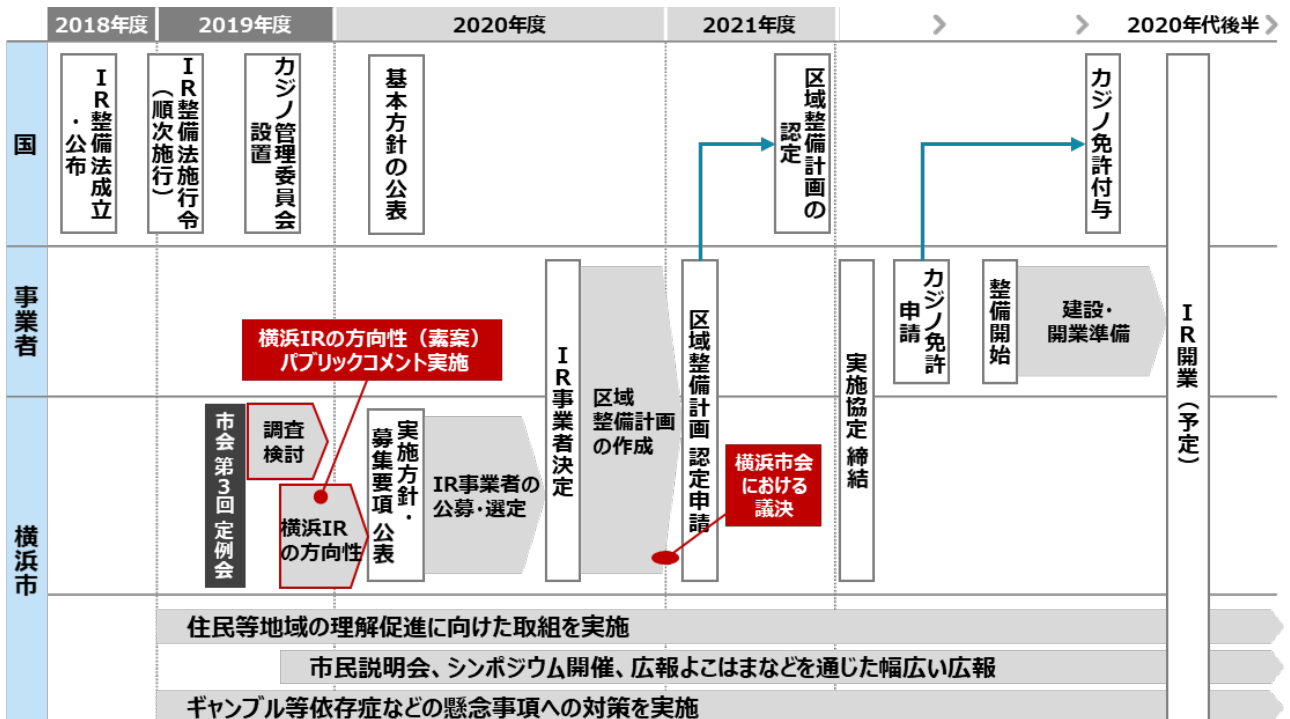 2018年度
2019年度
2020年度
2021年度
2020年代後半
国
IR整備法成立
・公布
IR整備法施行令
（順次施行）
カジノ管理委員会
設置
基本方針の公表
区域整備計画の
認定
カジノ免許付与
事業者
横浜IRの方向性（素案）
パブリックコメント実施
IR事業者決定
区域
整備計画
の作成
区域整備計画 認定申請
実施協定 締結
カジノ免許
申請
整備開始
建設・
開業準備
IR開業（予定）
横浜市
市会 第3回 定例会
調査
検討
横浜IR
の方向性
実施方針・
募集要項 公表
IR事業者の
公募・選定
横浜市会
における
議決
住民等地域の理解促進に向けた取組を実施
市民説明会、シンポジウム開催、広報よこはまなどを通じた幅広い広報
ギャンブル等依存症などの懸念事項への対策を実施